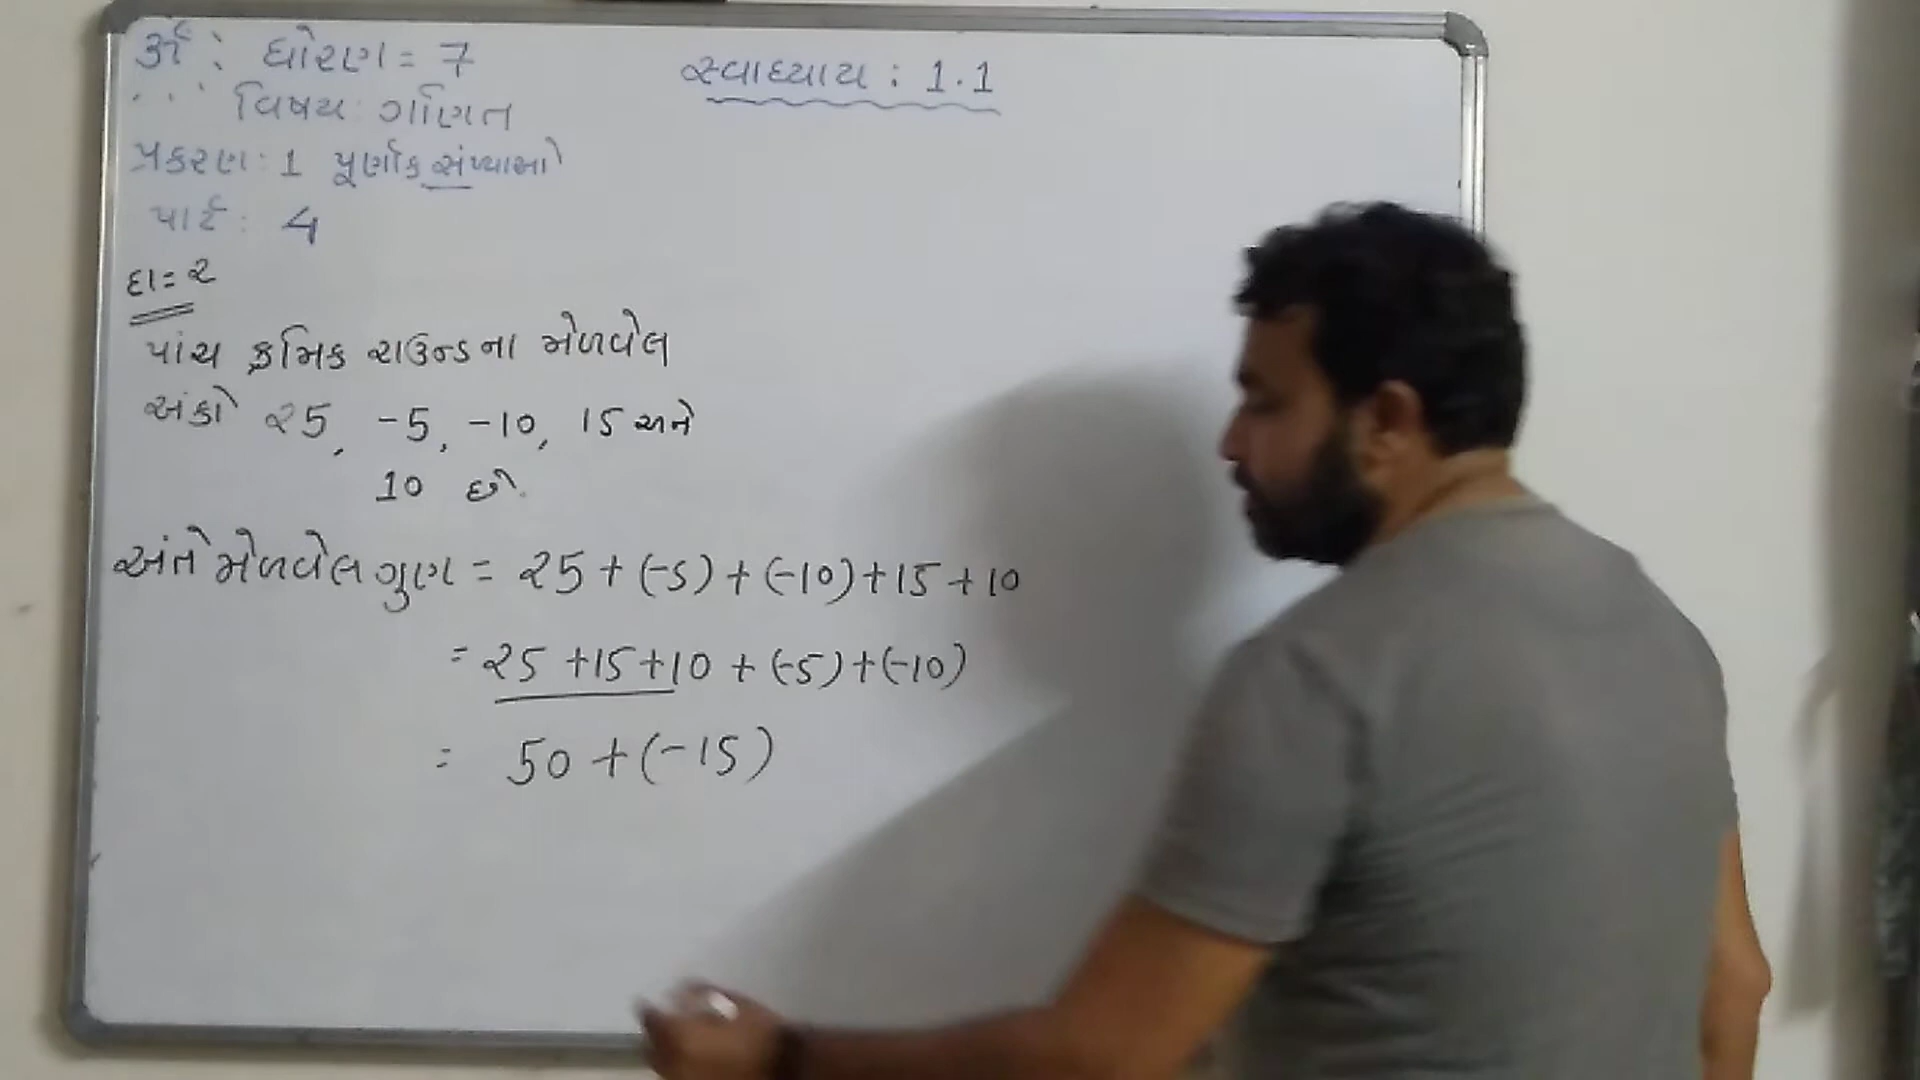 ૐ : ધોરણ = 7
સ્વાધ્યાય : 1.1
વિષય : ગણિત
પ્રકરણ : 1 પૂર્ણાંક સંખ્યાઓ
પાર્ટ : 4
દા = ૨
પાંચ ક્રમિક રાઉન્ડના મેળવેલ
અંકો ૨5, -5, -10, 15 અને
10 છે.
અંતે મેળવેલ ગુણ = ૨5 + (-5) + (-10) + 15 + 10
= ૨5 + 15 + 10 + (-5) + (-10)
= 50 + (-15)